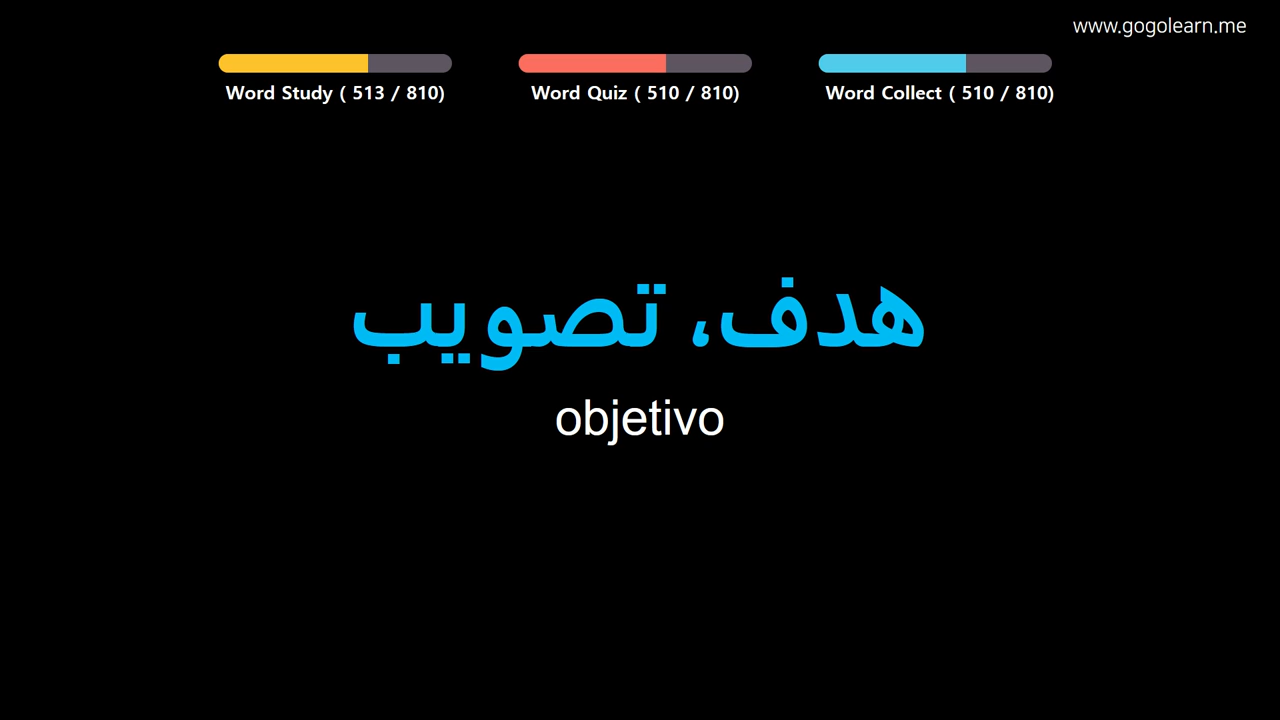 www.gogolearn.me
Word Study ( 513 / 810)
Word Quiz ( 510 / 810)
Word Collect ( 510 / 810)
هدف، تصويب
objetivo